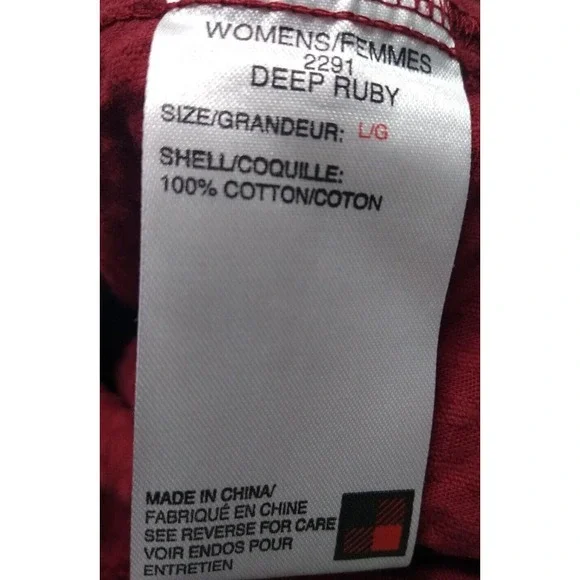 WOMENS/FEMMES
2291
DEEP RUBY
SIZE/GRANDEUR: L/G
SHELL/COQUILLE:
100% COTTON/COTON
MADE IN CHINA/
FABRIQUÉ EN CHINE
SEE REVERSE FOR CARE
VOIR ENDOS POUR
ENTRETIEN